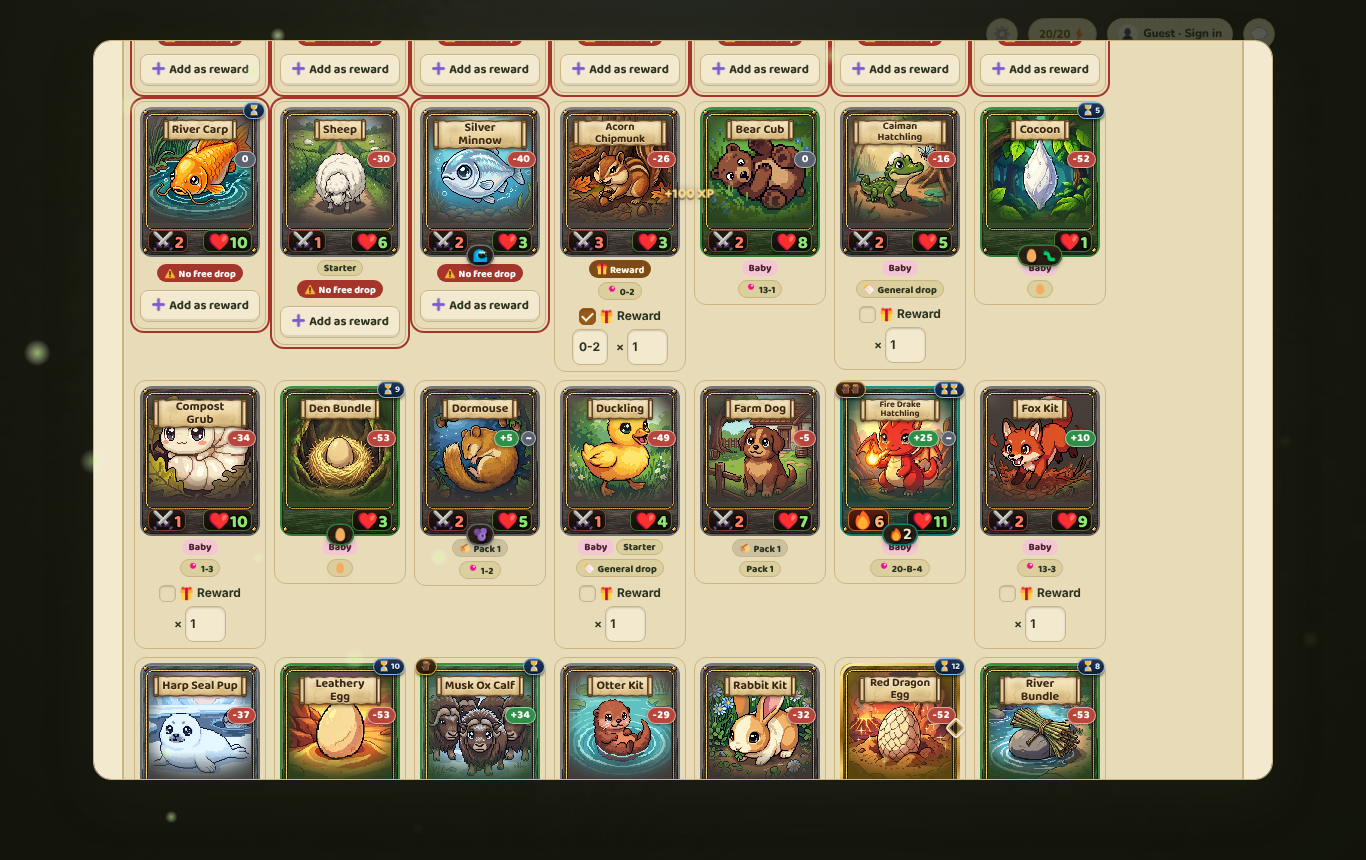 20/20
Guest · Sign in
Add as reward
Add as reward
Add as reward
Add as reward
Add as reward
Add as reward
Add as reward
River Carp
0
2
10
No free drop
Add as reward
Sheep
-30
1
6
Starter
No free drop
Add as reward
Silver
Minnow
-40
2
3
No free drop
Add as reward
Acorn
Chipmunk
-26
+100 XP
3
3
Reward
0-2
Reward
0-2 × 1
Bear Cub
0
2
8
Baby
13-1
Caiman
Hatchling
-16
2
5
Baby
General drop
Reward
× 1
5
Cocoon
-52
1
Baby
Compost
Grub
-34
1
10
Baby
1-3
Reward
× 1
9
Den Bundle
-53
3
Baby
Dormouse
+5 ~
2
5
Pack 1
1-2
Duckling
-49
1
4
Baby
Starter
General drop
Reward
× 1
Farm Dog
-5
2
7
Pack 1
Pack 1
Fire Drake
Hatchling
+25 ~
6
11
2
Baby
20-B-4
Fox Kit
+10
2
9
Baby
13-3
Reward
× 1
Harp Seal Pup
-37
10
Leathery
Egg
-53
Musk Ox Calf
+34
Otter Kit
-29
Rabbit Kit
-32
12
Red Dragon
Egg
-52
8
River
Bundle
-53